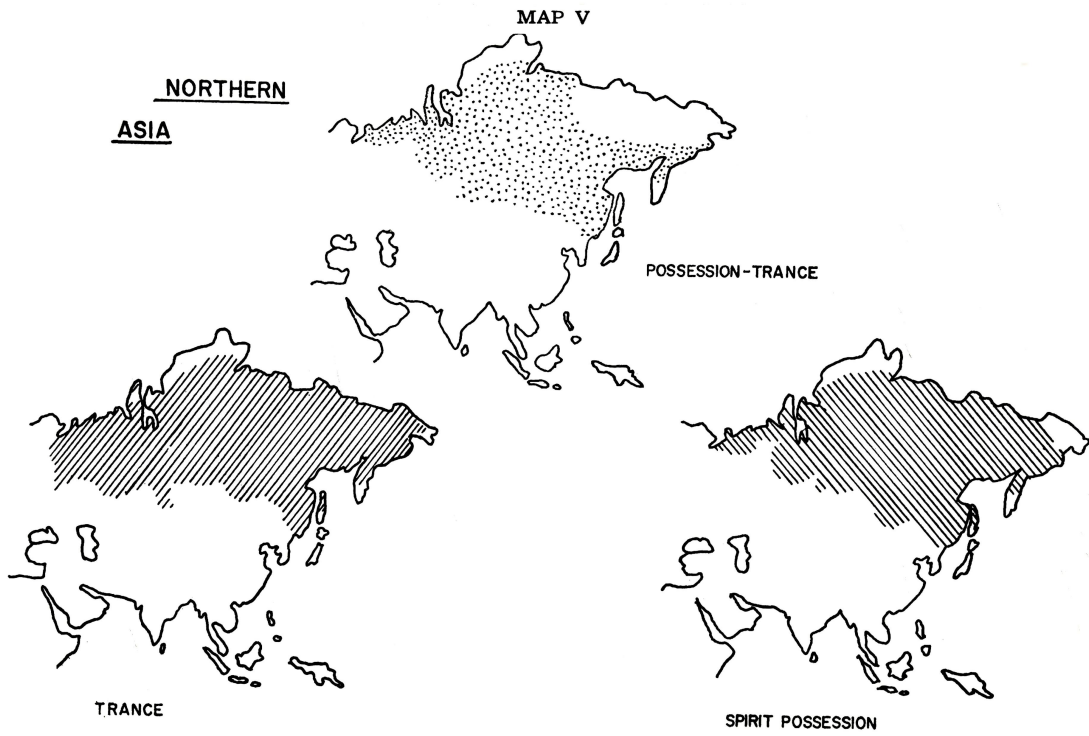 MAP V
NORTHERN
ASIA
POSSESSION-TRANCE
TRANCE
SPIRIT POSSESSION